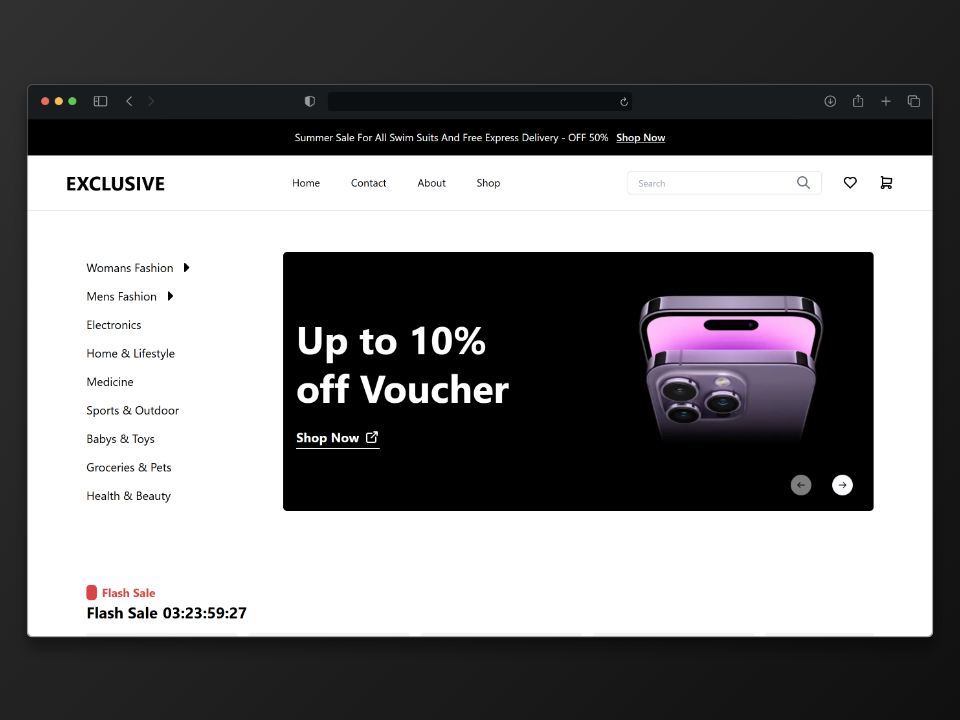 Summer Sale For All Swim Suits And Free Express Delivery - OFF 50% Shop Now
EXCLUSIVE
Home
Contact
About
Shop
Search
Womans Fashion
Mens Fashion
Electronics
Home & Lifestyle
Medicine
Sports & Outdoor
Babys & Toys
Groceries & Pets
Health & Beauty
Up to 10%
off Voucher
Shop Now
Flash Sale
Flash Sale 03:23:59:27